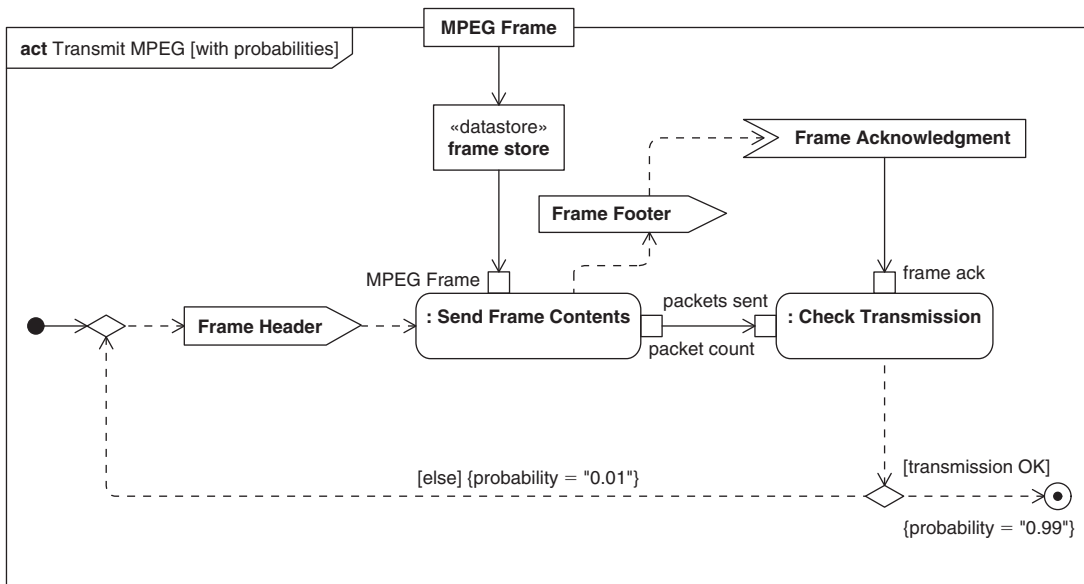 MPEG Frame
act Transmit MPEG [with probabilities]
«datastore»
frame store
Frame Acknowledgment
Frame Footer
MPEG Frame
frame ack
packets sent
Frame Header
: Send Frame Contents
: Check Transmission
packet count
[else] {probability = "0.01"}
[transmission OK]
{probability = "0.99"}